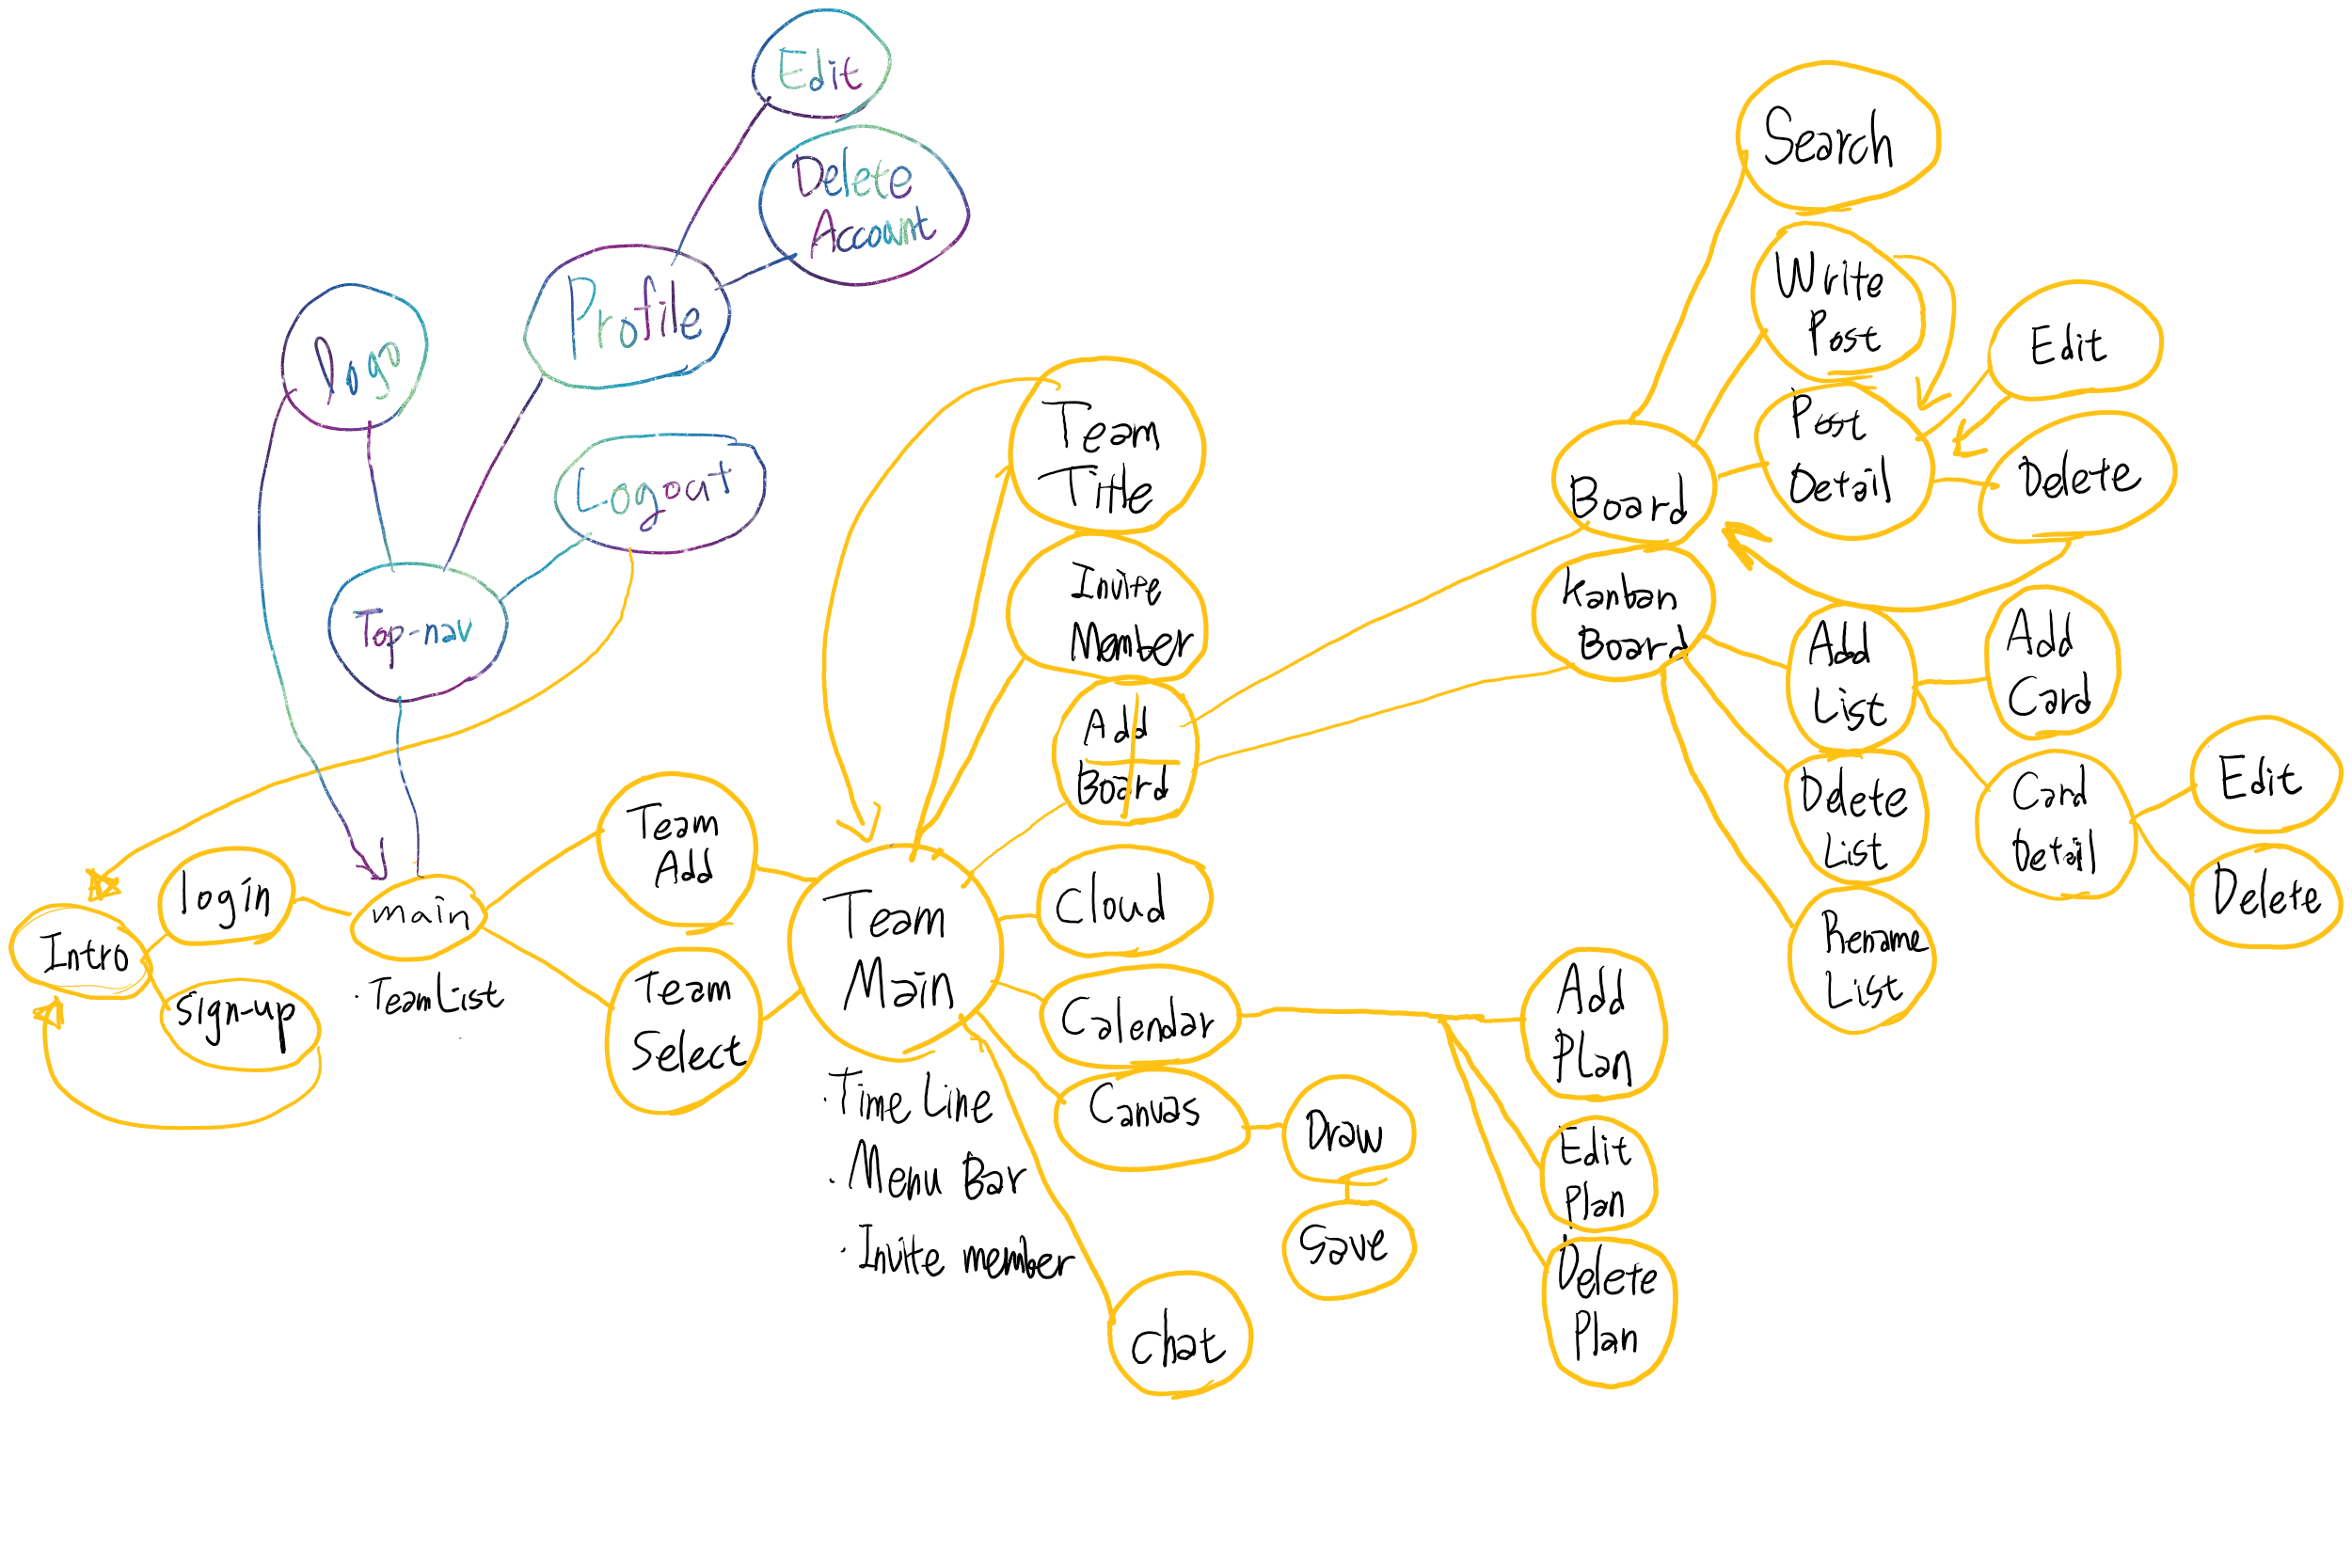 Edit
Delete
Account
Profile
Logo
Logout
Top-nav
login
Intro
Sign-up
main
· Team List
Team
Add
Team
Select
Team
Title
Invite
Member
Add
Board
Team
Main
· Time Line
· Menu Bar
· Invite member
Cloud
Calendar
Canvas
Draw
Save
Chat
Add
Plan
Edit
Plan
Delete
Plan
Search
Write
Post
Post
Detail
Edit
Delete
Board
Kanban
Board
Add
List
Add
Card
Delete
List
Card
Detail
Edit
Delete
Rename
List